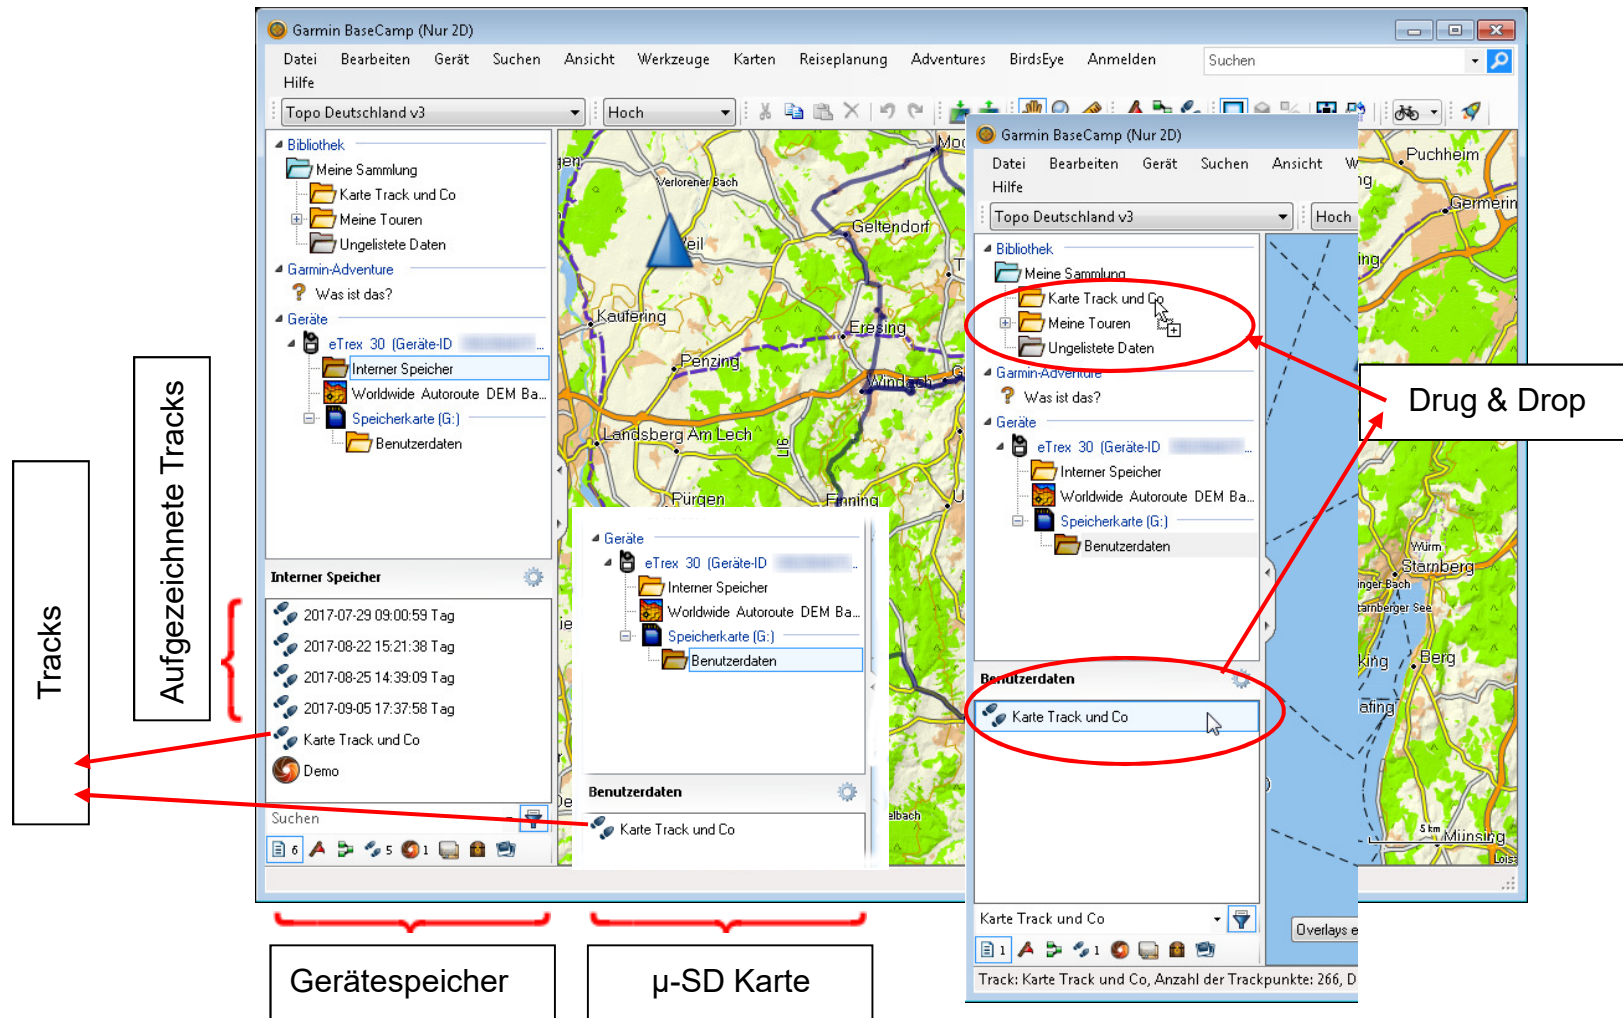 Garmin BaseCamp (Nur 2D)
Datei Bearbeiten Gerät Suchen Ansicht Werkzeuge Karten Reiseplanung Adventures BirdsEye Anmelden
Hilfe
Suchen
Topo Deutschland v3
Hoch
Bibliothek
Meine Sammlung
Karte Track und Co
Meine Touren
Ungelistete Daten
Garmin-Adventure
? Was ist das?
Geräte
eTrex 30 (Geräte-ID ...
Interner Speicher
Worldwide Autoroute DEM Ba...
Speicherkarte (G:)
Benutzerdaten
Interner Speicher
2017-07-29 09:00:59 Tag
2017-08-22 15:21:38 Tag
2017-08-25 14:39:09 Tag
2017-09-05 17:37:58 Tag
Karte Track und Co
Demo
Suchen
6 5 1
Tracks
Aufgezeichnete Tracks
Gerätespeicher
Verlorener Bach
Geltendorf
Kaufering
Eresing
Penzing
Windach
Landsberg Am Lech
Pürgen
Finning
Geräte
eTrex 30 (Geräte-ID
Interner Speicher
Worldwide Autoroute DEM Ba...
Speicherkarte (G:)
Benutzerdaten
Benutzerdaten
Karte Track und Co
µ-SD Karte
Garmin BaseCamp (Nur 2D)
Datei Bearbeiten Gerät Suchen Ansicht W
Hilfe
Topo Deutschland v3
Hoch
Bibliothek
Meine Sammlung
Karte Track und Co
Meine Touren
Ungelistete Daten
Garmin-Adventure
? Was ist das?
Geräte
eTrex 30 (Geräte-ID ...
Interner Speicher
Worldwide Autoroute DEM Ba...
Speicherkarte (G:)
Benutzerdaten
Benutzerdaten
Karte Track und Co
Karte Track und Co
1 1
Overlays e
Track: Karte Track und Co, Anzahl der Trackpunkte: 266, D
Drug & Drop
Puchheim
Germerin
Würm
Starnberg
inger Bach
tarnberger See
Berg
5 km
Münsing